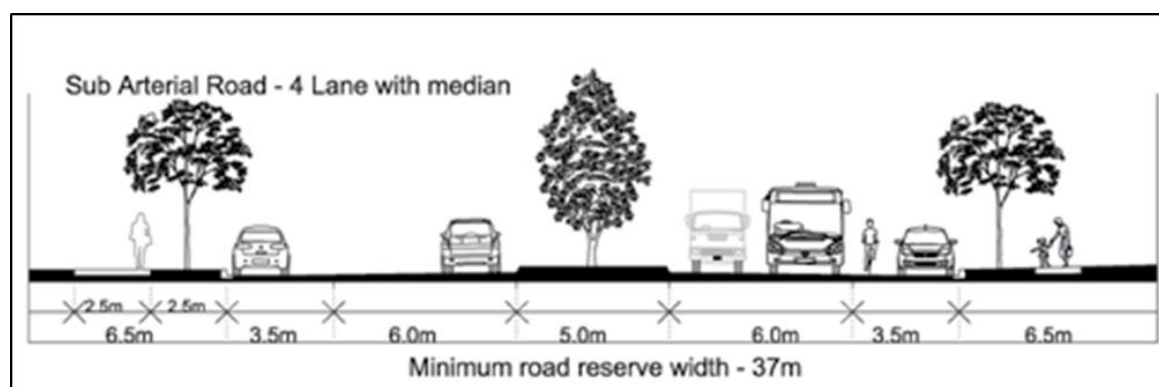 Sub Arterial Road - 4 Lane with median
2.5m 2.5m
6.5m 3.5m 6.0m 5.0m 6.0m 3.5m 6.5m
Minimum road reserve width - 37m